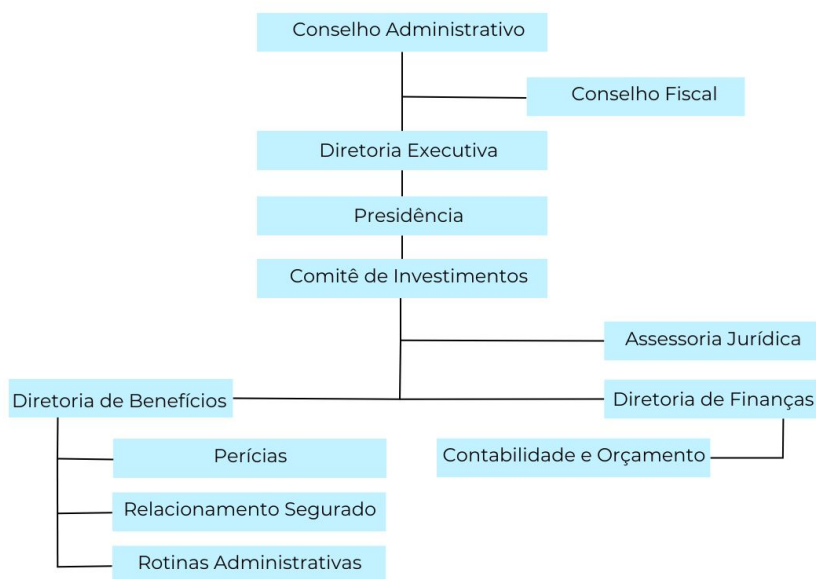 Conselho Administrativo
Conselho Fiscal
Diretoria Executiva
Presidência
Comitê de Investimentos
Assessoria Jurídica
Diretoria de Benefícios
Diretoria de Finanças
Perícias
Contabilidade e Orçamento
Relacionamento Segurado
Rotinas Administrativas